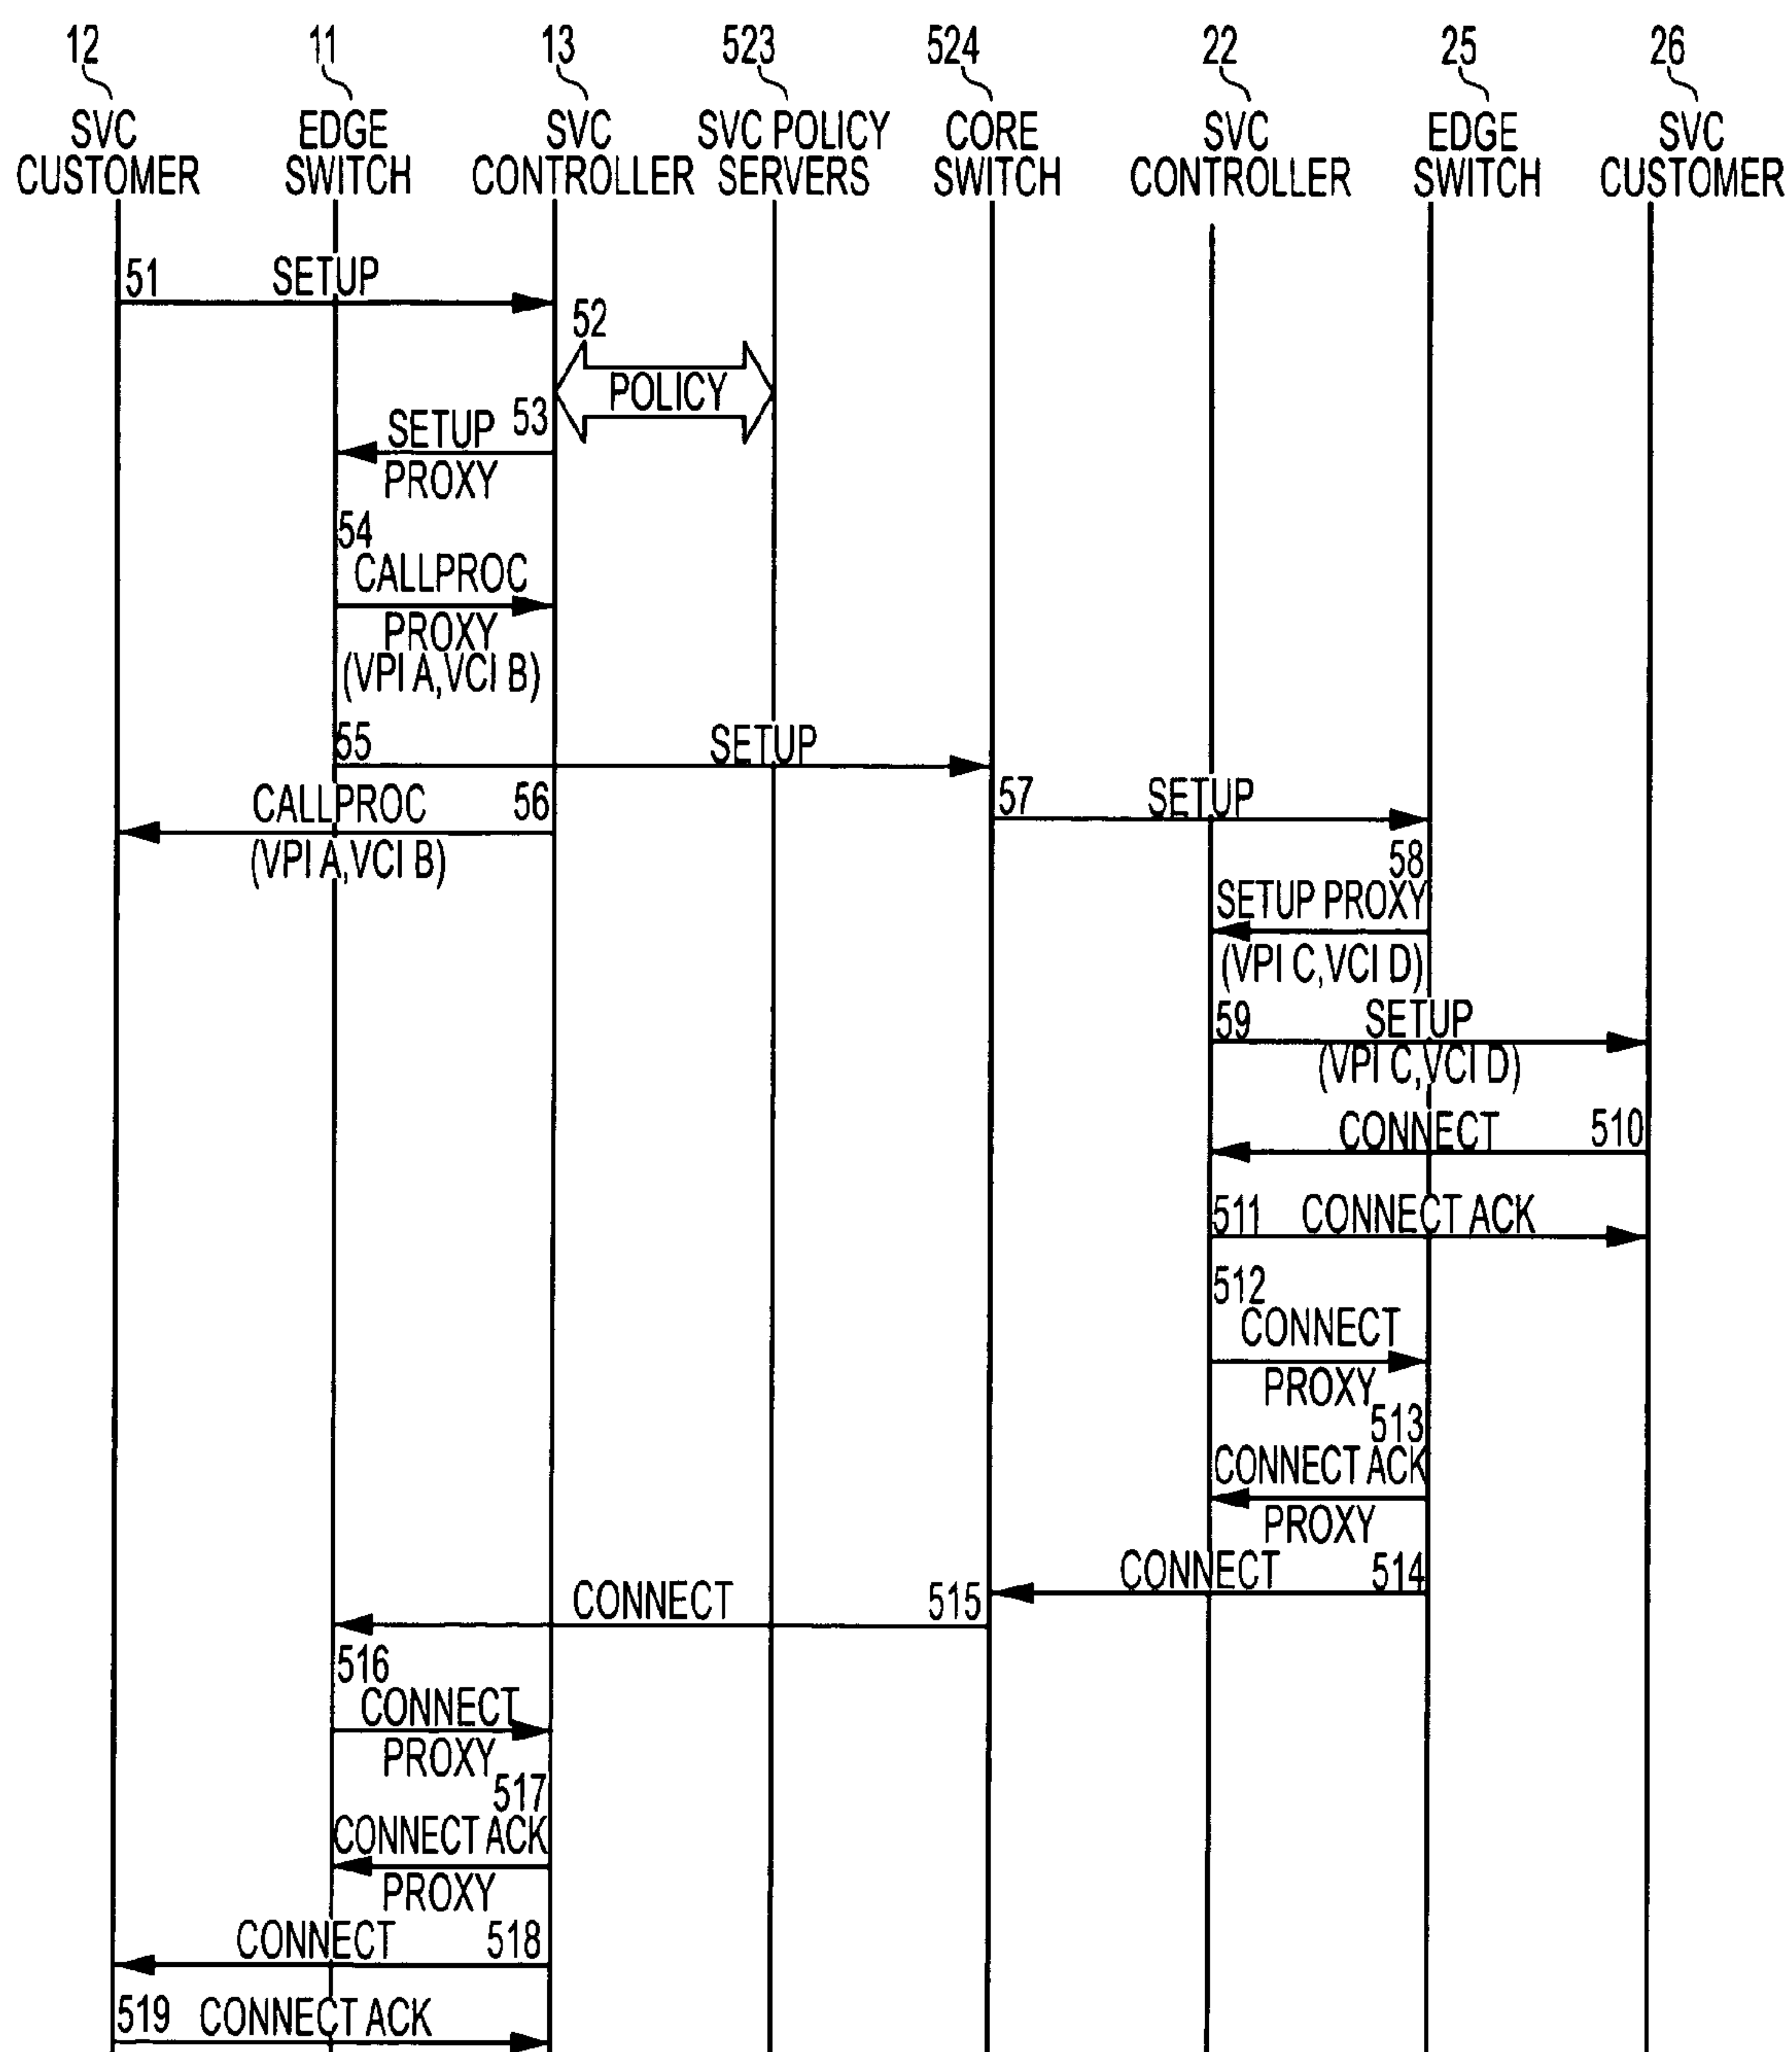 12 11 13 523 524 22 25 26
SVC CUSTOMER
EDGE SWITCH
SVC CONTROLLER
SVC POLICY SERVERS
CORE SWITCH
SVC CONTROLLER
EDGE SWITCH
SVC CUSTOMER
51 SETUP
52
POLICY
SETUP 53
PROXY
54
CALLPROC
PROXY
(VPI A,VCI B)
55 SETUP
CALLPROC 56
(VPI A,VCI B)
57 SETUP
58
SETUP PROXY
(VPI C,VCI D)
59 SETUP
(VPI C,VCI D)
CONNECT 510
511 CONNECT ACK
512
CONNECT
PROXY
513
CONNECT ACK
PROXY
CONNECT 514
CONNECT 515
516
CONNECT
PROXY
517
CONNECT ACK
PROXY
CONNECT 518
519 CONNECT ACK